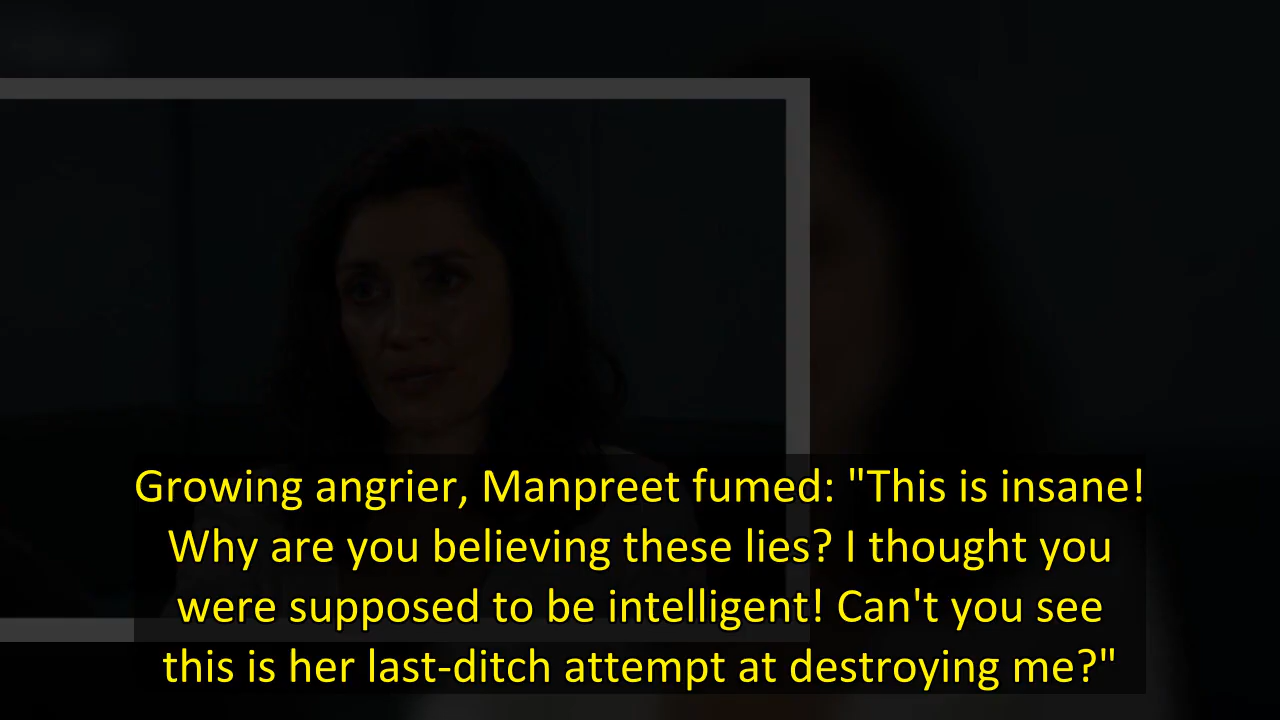 Growing angrier, Manpreet fumed: "This is insane!
Why are you believing these lies? I thought you
were supposed to be intelligent! Can't you see
this is her last-ditch attempt at destroying me?"